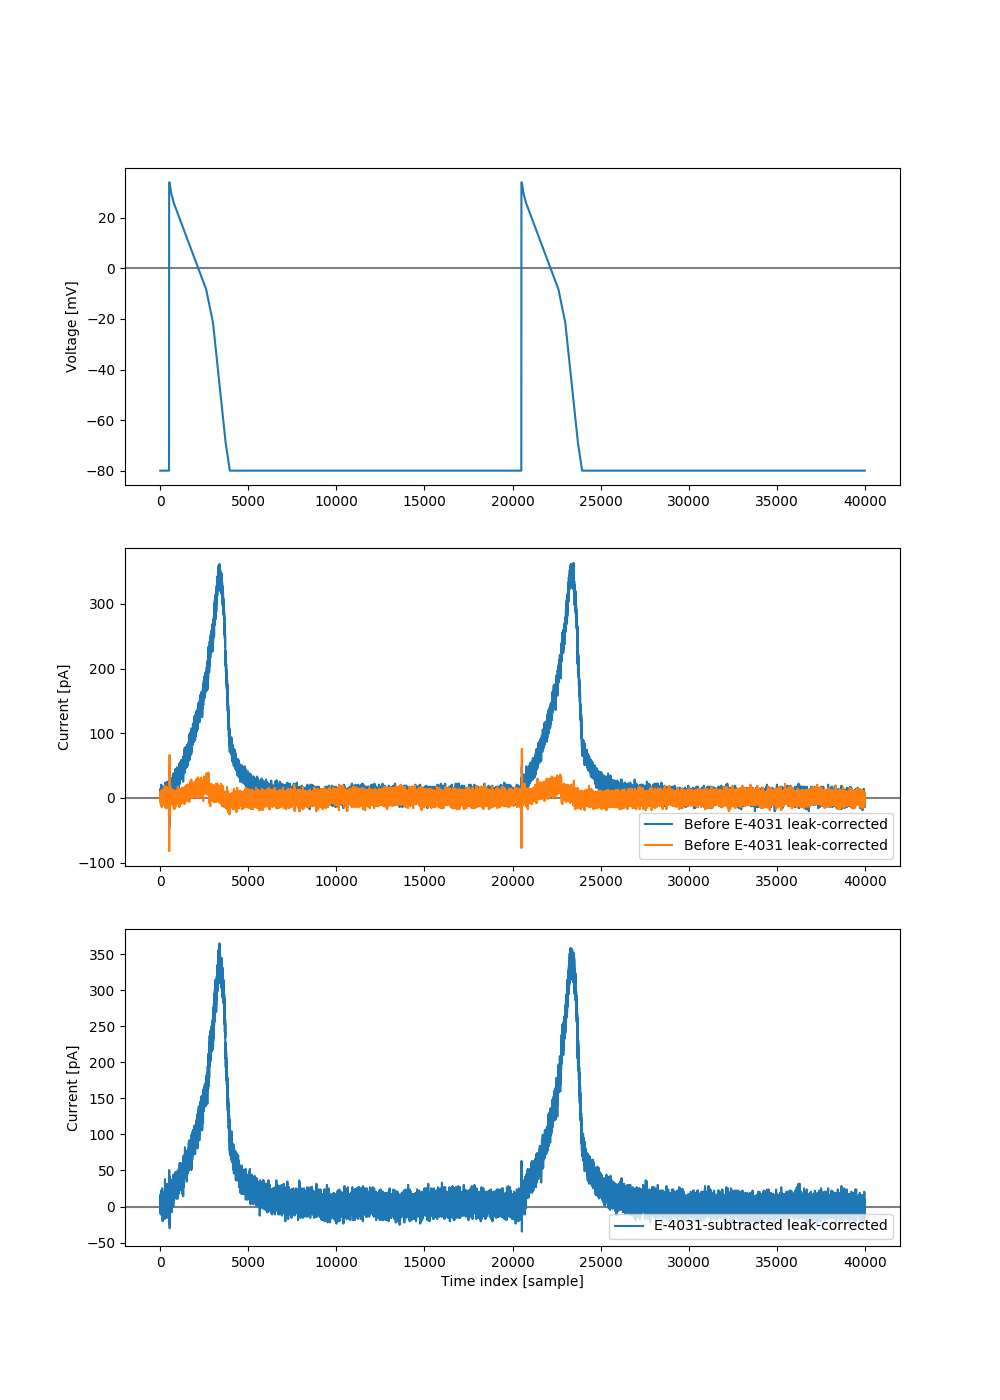 20
0
−20
−40
−60
−80
Voltage [mV]
0 5000 10000 15000 20000 25000 30000 35000 40000
300
200
100
0
−100
Current [pA]
Before E-4031 leak-corrected
Before E-4031 leak-corrected
0 5000 10000 15000 20000 25000 30000 35000 40000
350
300
250
200
150
100
50
0
−50
Current [pA]
E-4031-subtracted leak-corrected
0 5000 10000 15000 20000 25000 30000 35000 40000
Time index [sample]